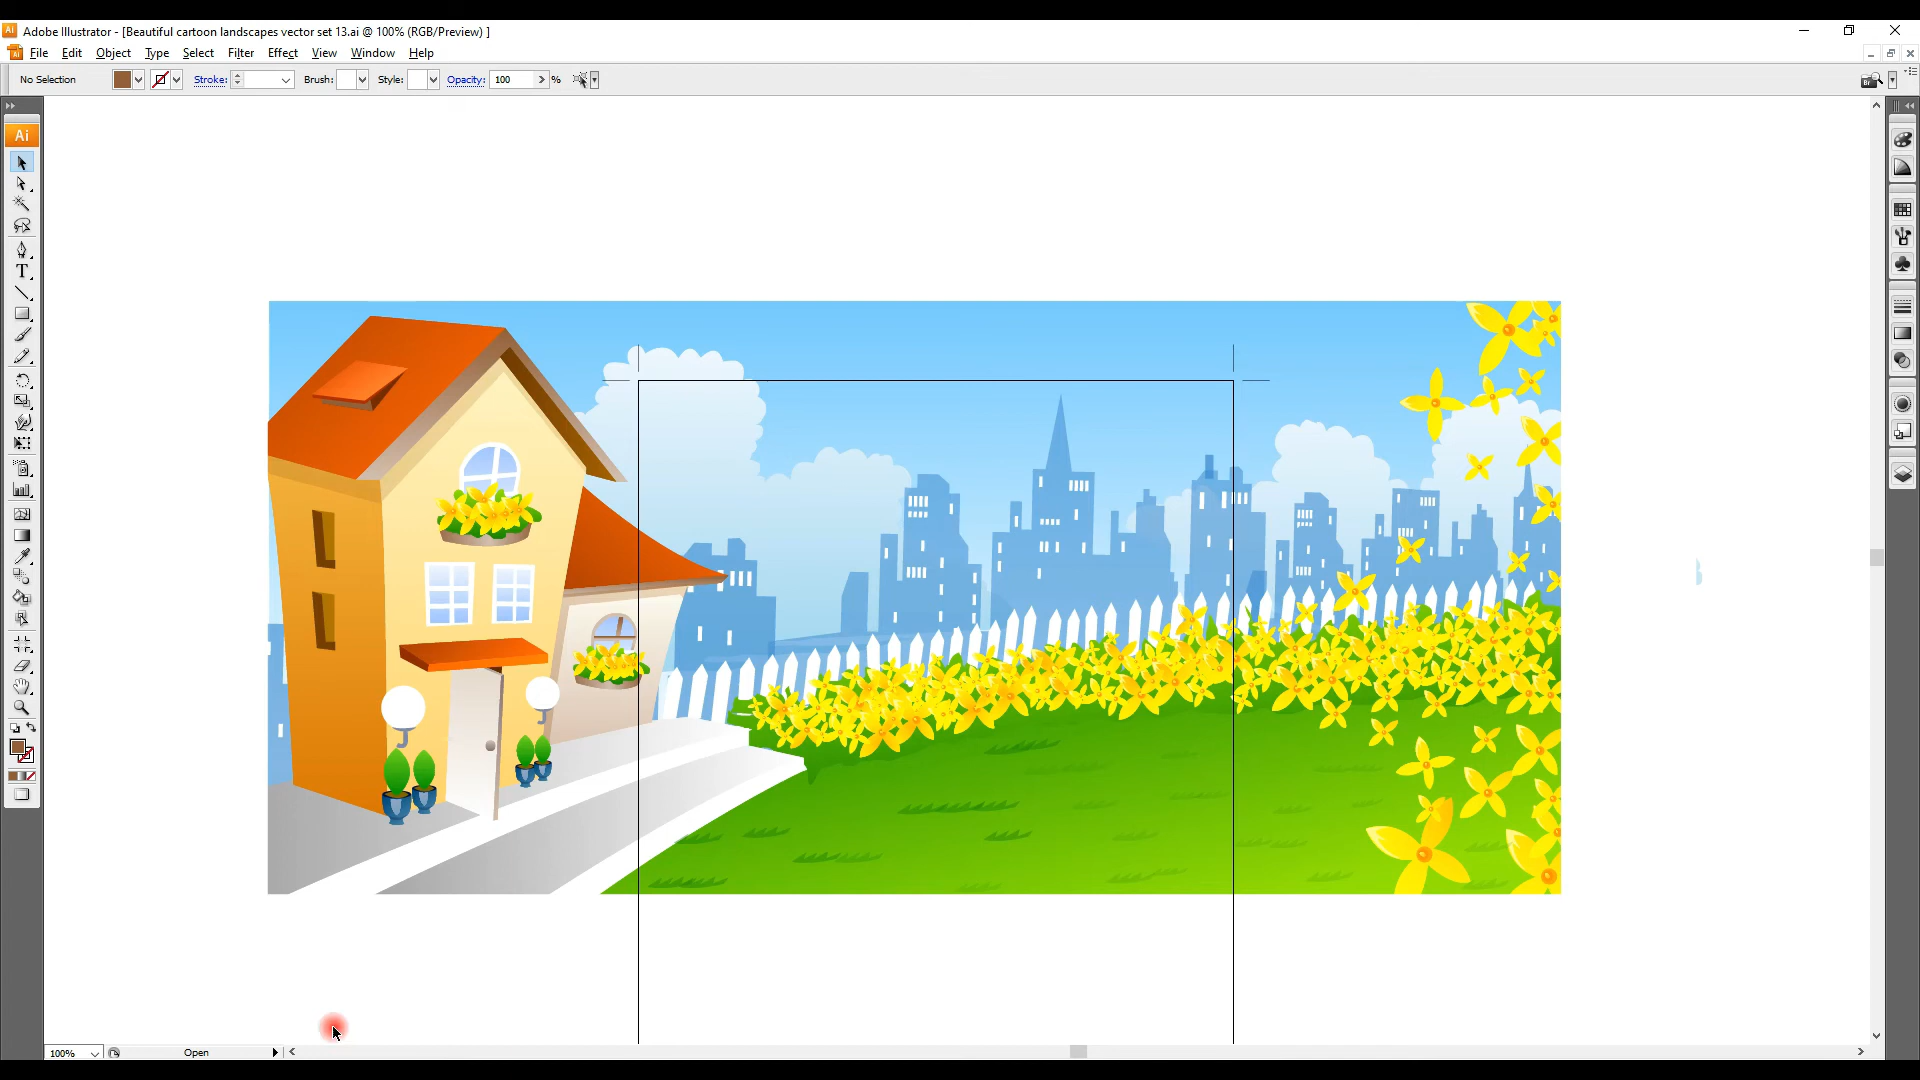 Ai Adobe Illustrator - [Beautiful cartoon landscapes vector set 13.ai @ 100% (RGB/Preview) ]
File Edit Object Type Select Filter Effect View Window Help
No Selection Stroke: Brush: Style: Opacity: 100 %
Ai
T
100% Open